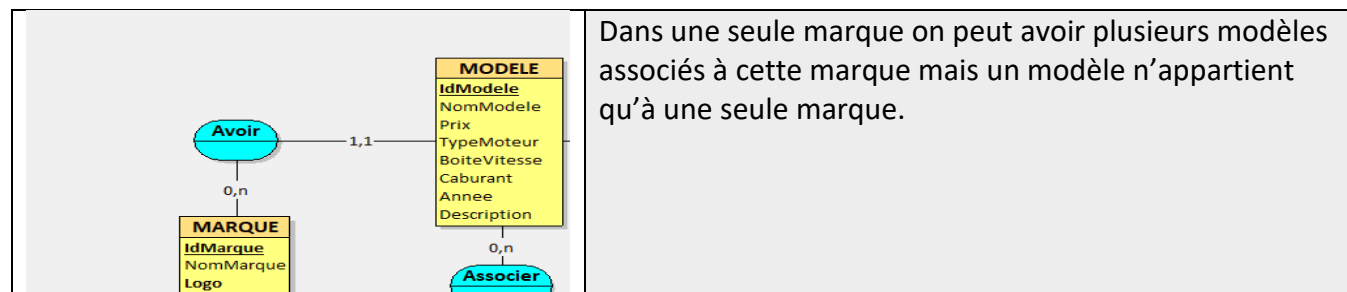 MODELE
IdModele
NomModele
Prix
TypeMoteur
BoiteVitesse
Caburant
Annee
Description
Avoir
1,1
0,n
MARQUE
IdMarque
NomMarque
Logo
0,n
Associer
Dans une seule marque on peut avoir plusieurs modèles
associés à cette marque mais un modèle n’appartient
qu’à une seule marque.